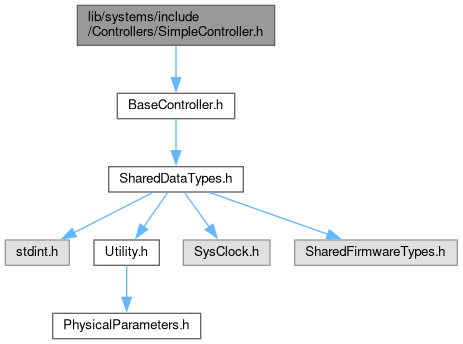 lib/systems/include
/Controllers/SimpleController.h
BaseController.h
SharedDataTypes.h
stdint.h
Utility.h
SysClock.h
SharedFirmwareTypes.h
PhysicalParameters.h